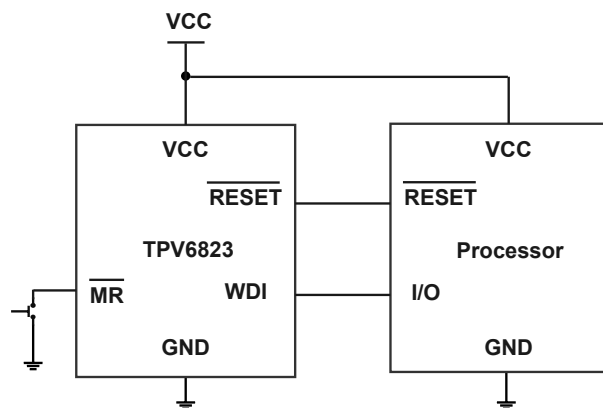 VCC
VCC
RESET
TPV6823
MR
WDI
GND
VCC
RESET
Processor
I/O
GND